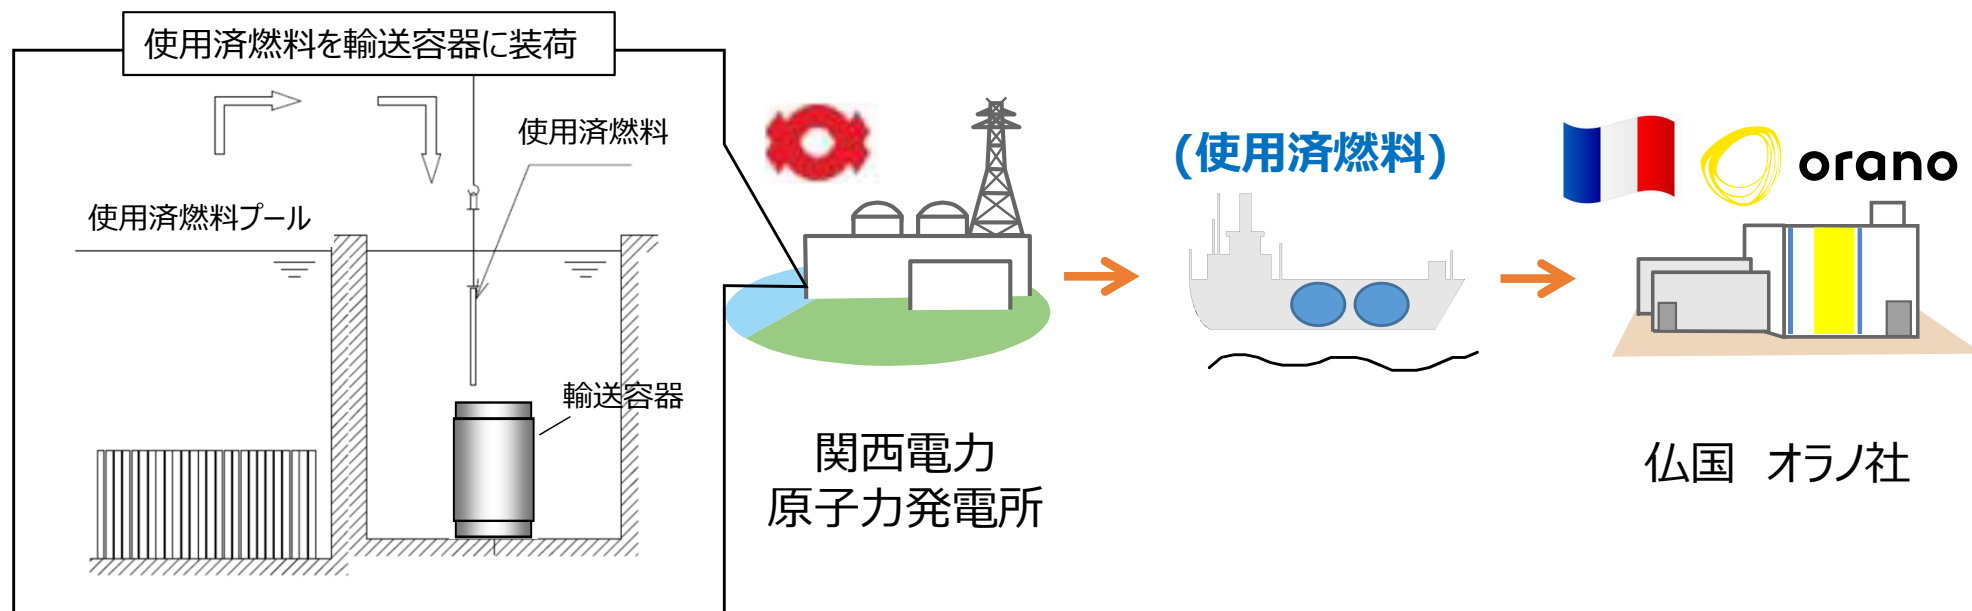 使用済燃料を輸送容器に装荷
使用済燃料
使用済燃料プール
輸送容器
関西電力
原子力発電所
(使用済燃料)
orano
仏国　オラノ社